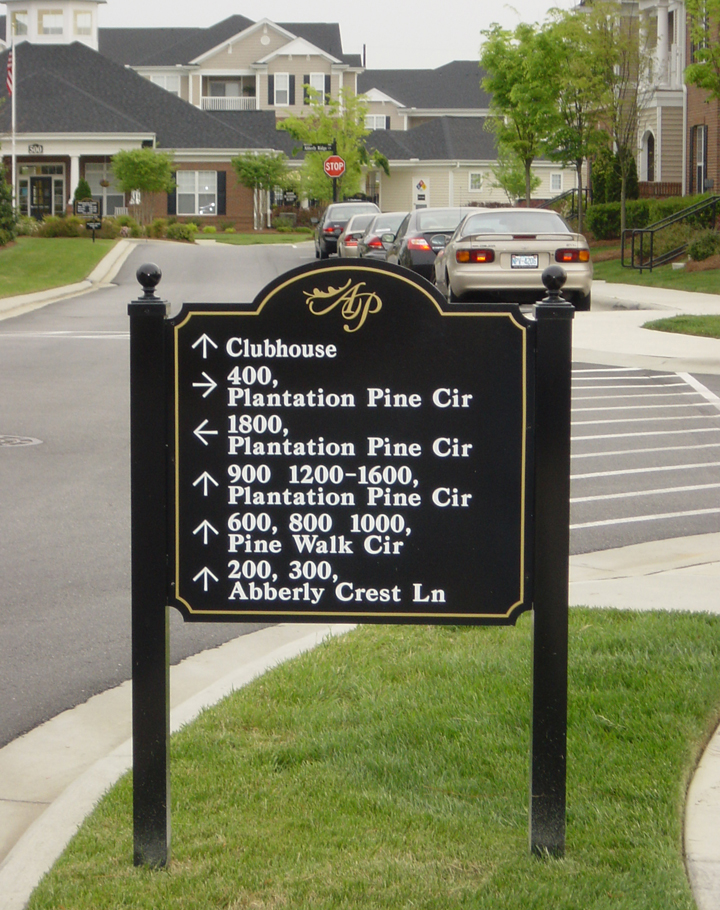 500
STOP
AP
↑ Clubhouse
→ 400,
Plantation Pine Cir
← 1800,
Plantation Pine Cir
↑ 900 1200-1600,
Plantation Pine Cir
↑ 600, 800 1000,
Pine Walk Cir
↑ 200, 300,
Abberly Crest Ln